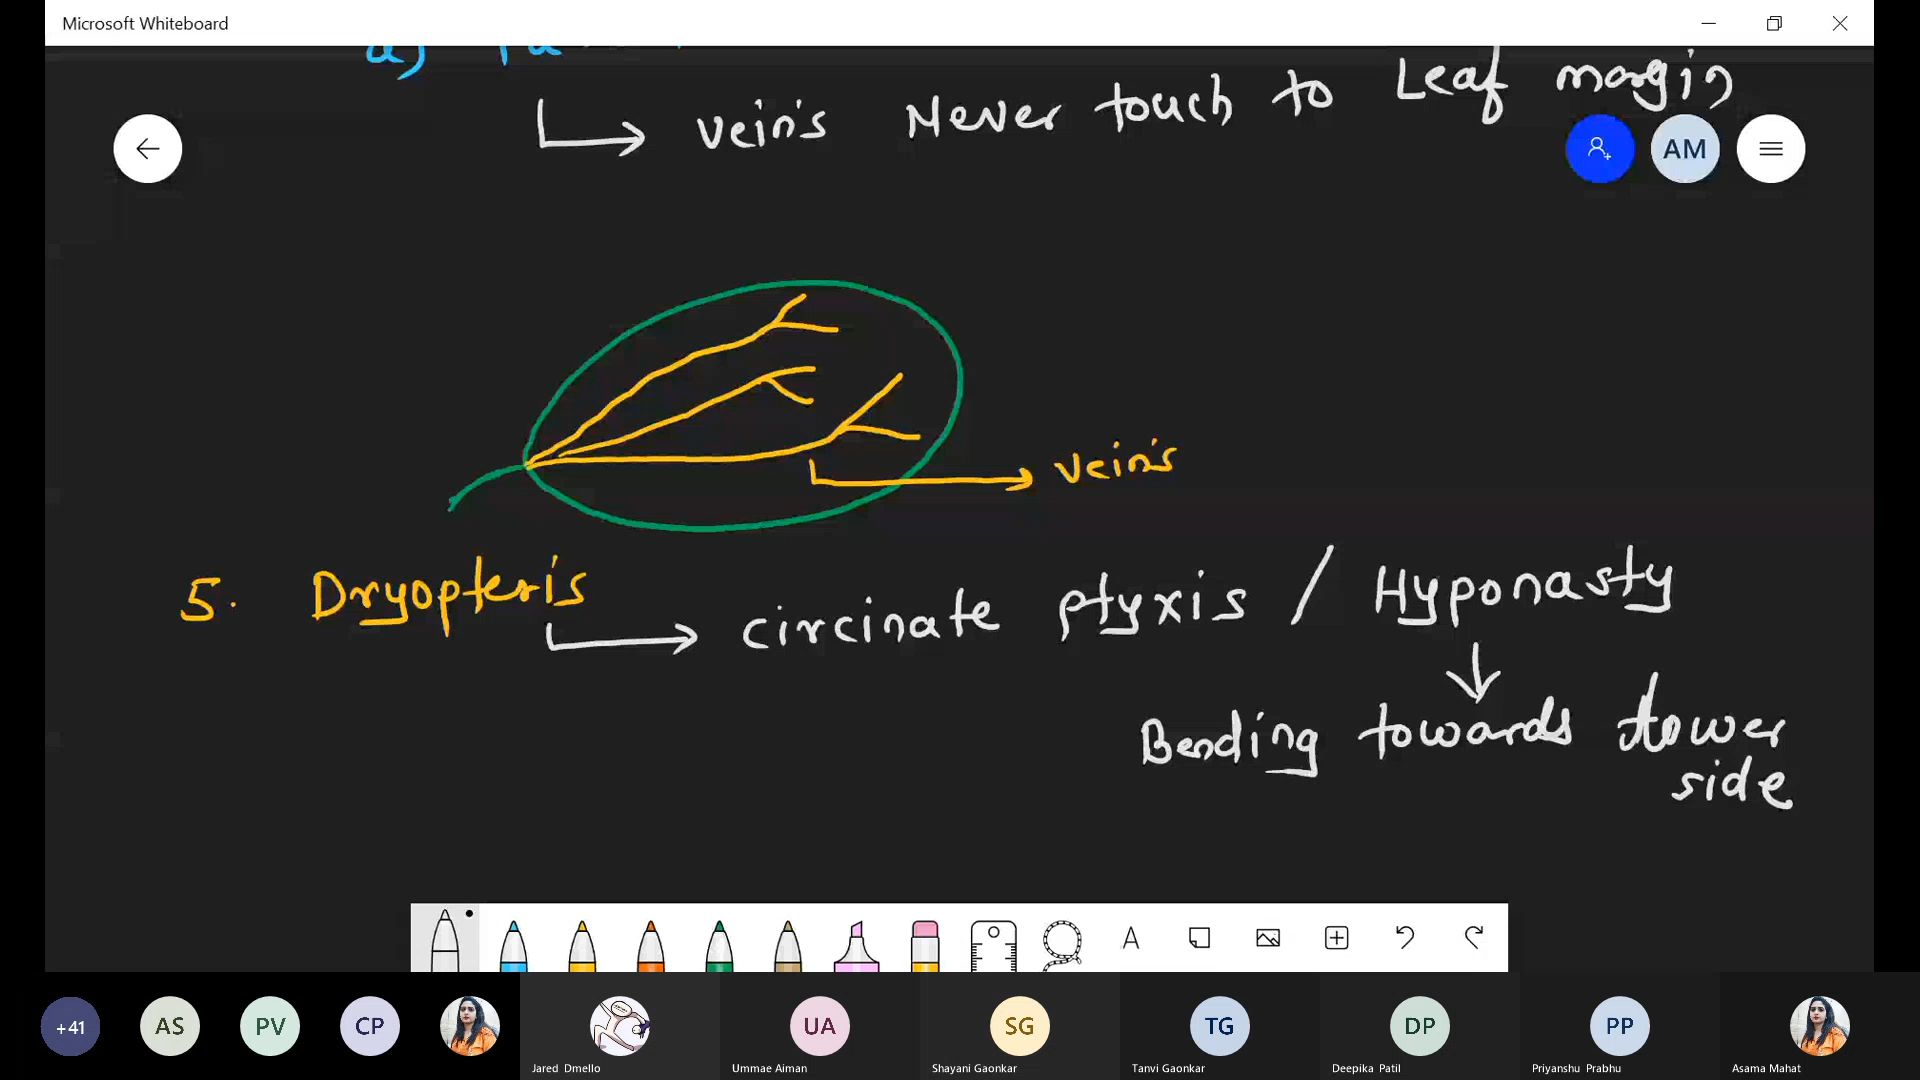 Microsoft Whiteboard
a)
vein's Never touch to Leaf margin
AM
vein's
5. Dryopteris
circinate ptyxis / Hyponasty
Bending towards lower
side
A
+41 AS PV CP UA SG TG DP PP
Jared Dmello Ummae Aiman Shayani Gaonkar Tanvi Gaonkar Deepika Patil Priyanshu Prabhu Asama Mahat